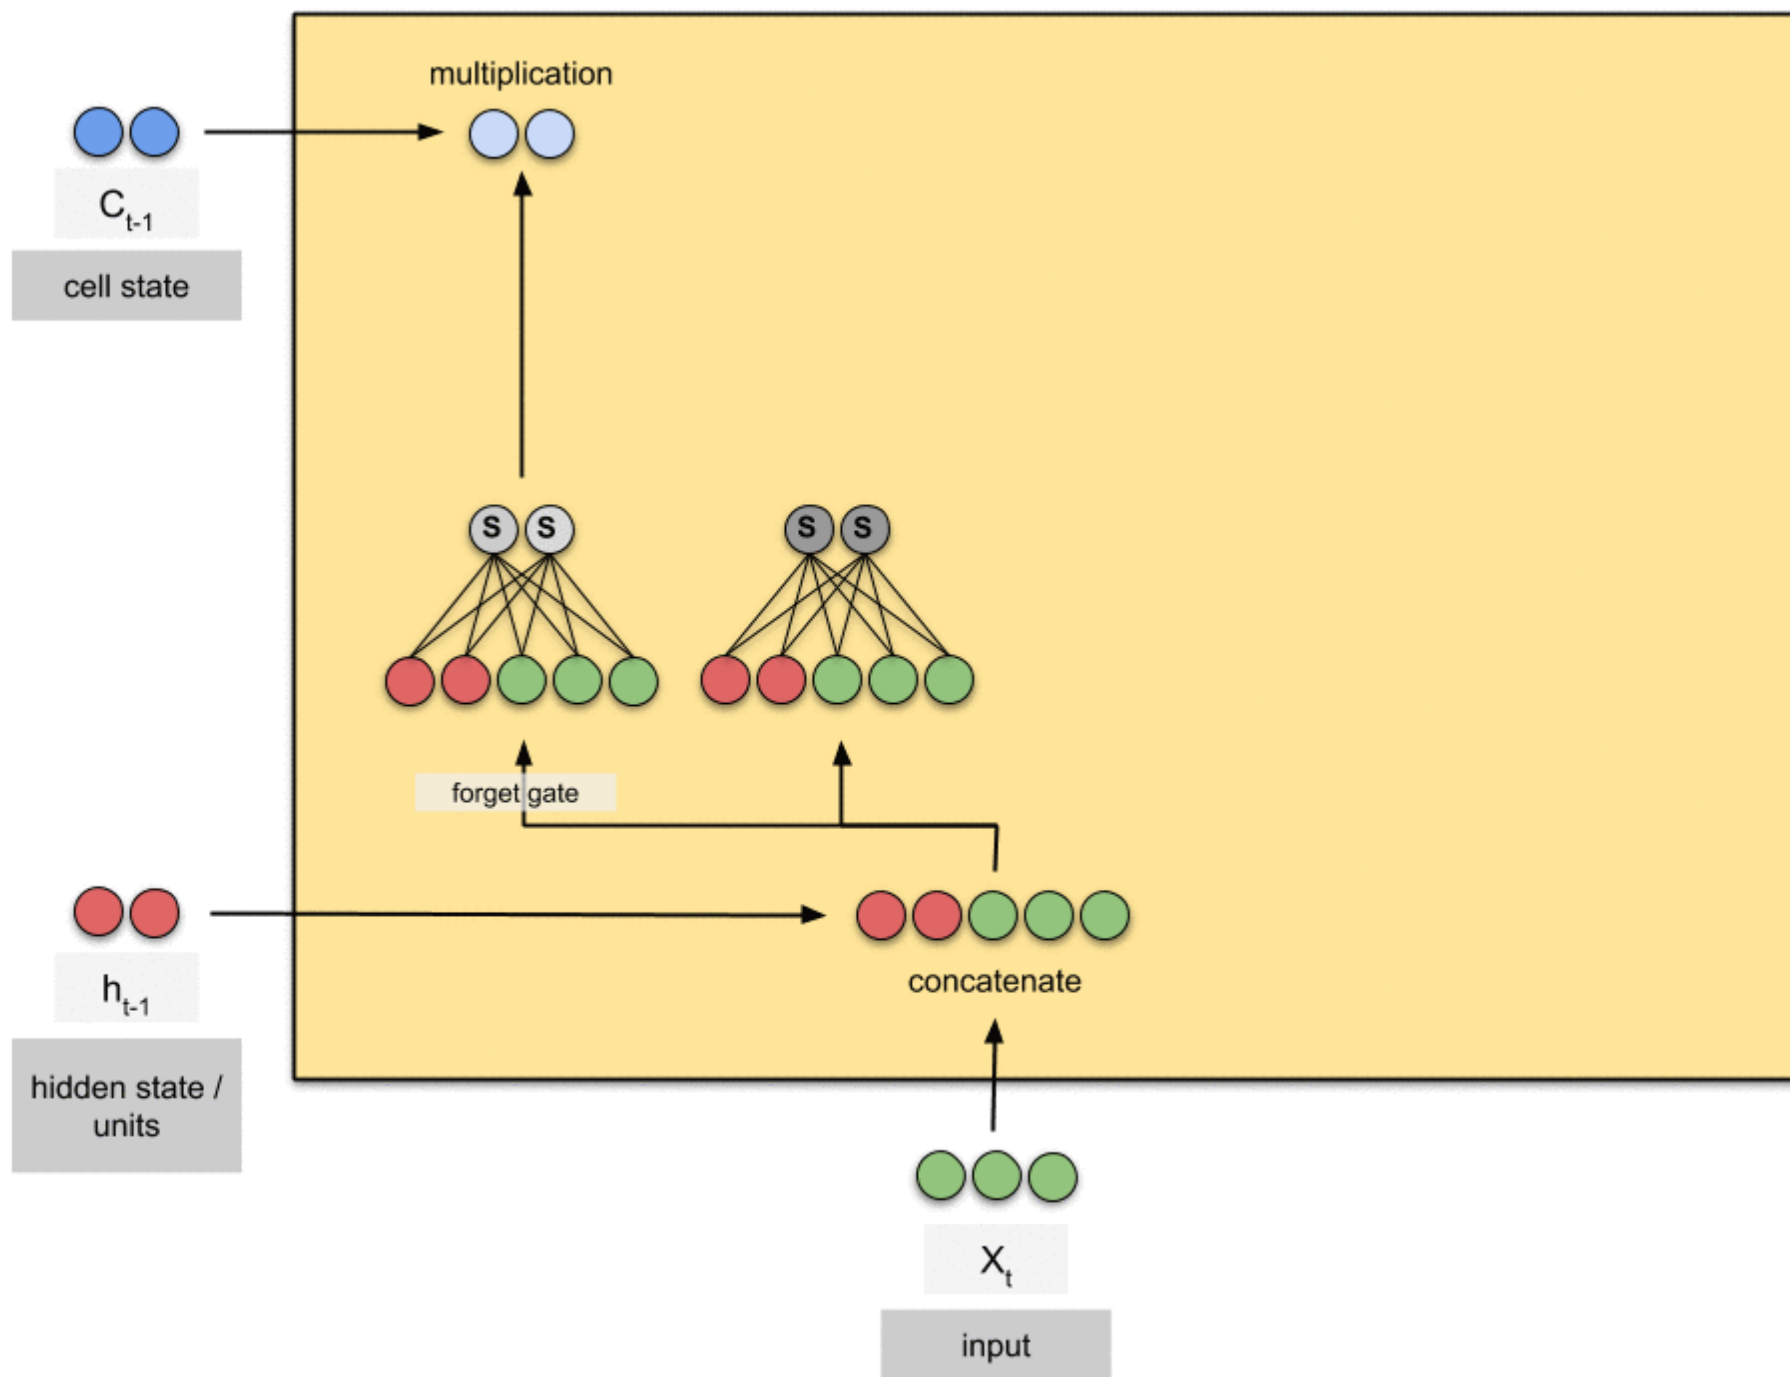 multiplication
C t-1
cell state
S S
S S
forget gate
h t-1
hidden state /
units
concatenate
X t
input